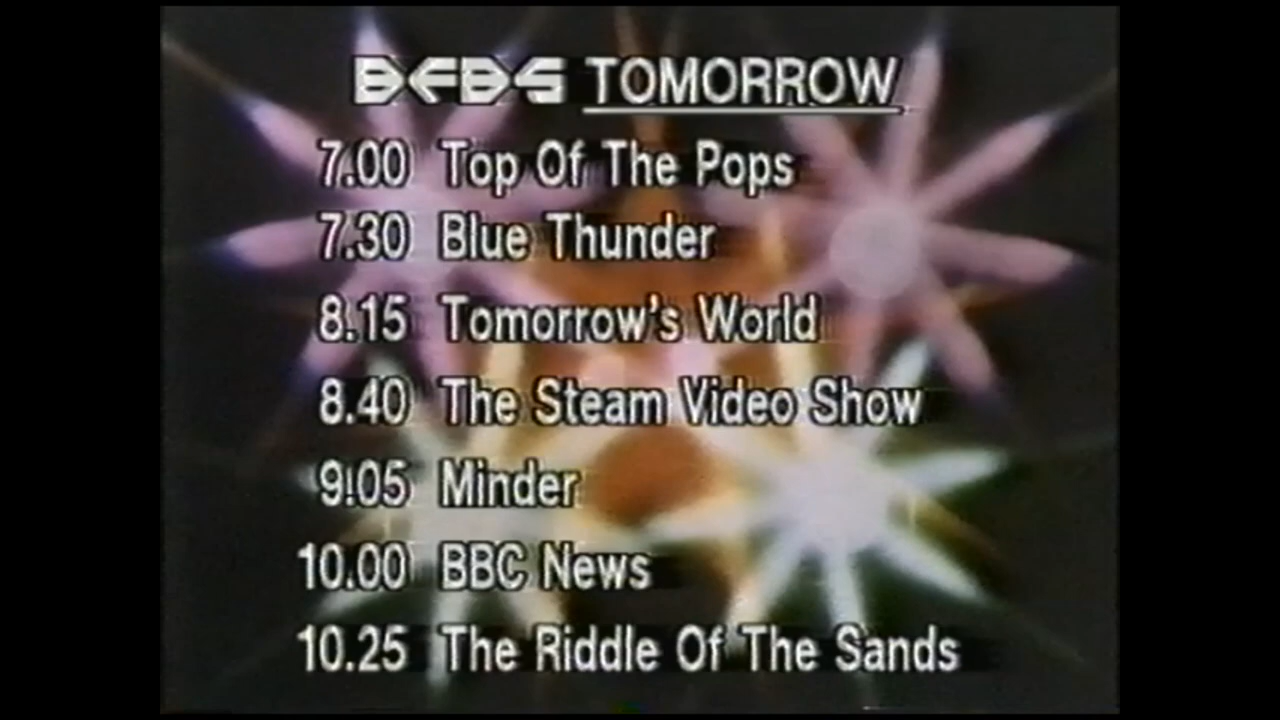 BFBS TOMORROW
7.00 Top Of The Pops
7.30 Blue Thunder
8.15 Tomorrow's World
8.40 The Steam Video Show
9.05 Minder
10.00 BBC News
10.25 The Riddle Of The Sands